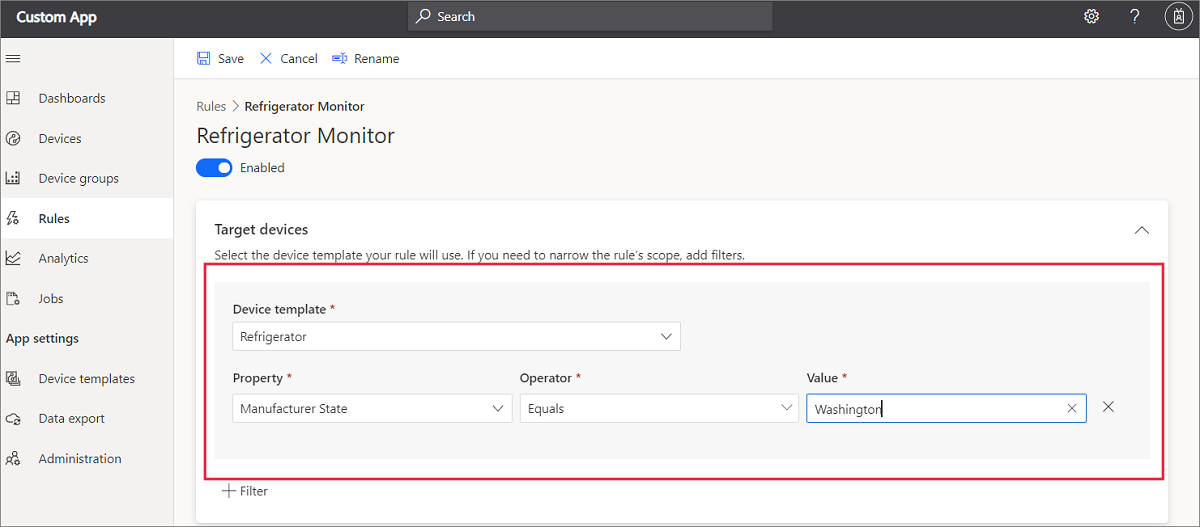 Custom App
Search
?
Save Cancel Rename
Dashboards
Devices
Device groups
Rules
Analytics
Jobs
App settings
Device templates
Data export
Administration
Rules > Refrigerator Monitor
Refrigerator Monitor
Enabled
Target devices
Select the device template your rule will use. If you need to narrow the rule's scope, add filters.
Device template *
Refrigerator
Property * Operator * Value *
Manufacturer State Equals Washington
Filter